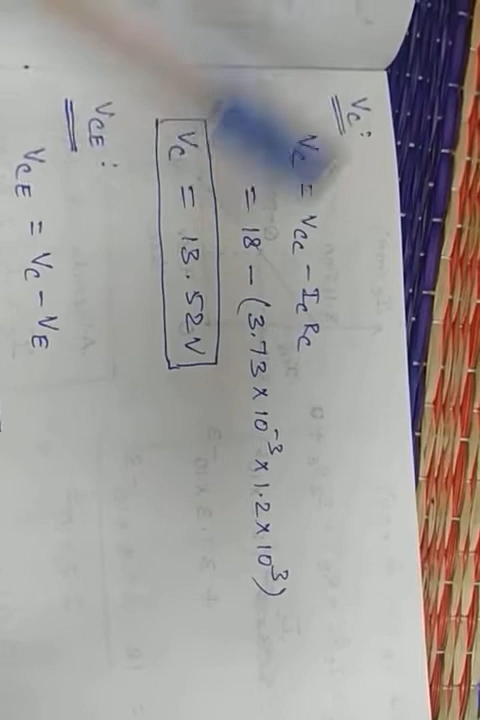 Vc :
Vc = Vcc - IcRc
= 18 - (3.73 × 10⁻³ × 1.2 × 10³)
Vc = 13.52V
VCE :
VCE = Vc - VE